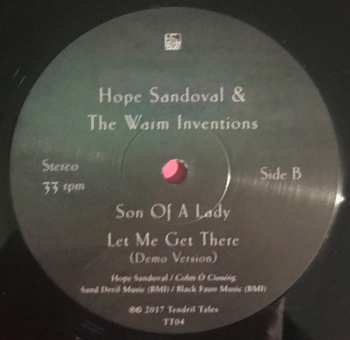 Hope Sandoval &
The Warm Inventions
Stereo
33 rpm
Side B
Son Of A Lady
Let Me Get There
(Demo Version)
Hope Sandoval / Colm Ó Cíosóig
Sand Devil Music (BMI) / Black Faun Music (BMI)
℗© 2017 Tendril Tales
TT04